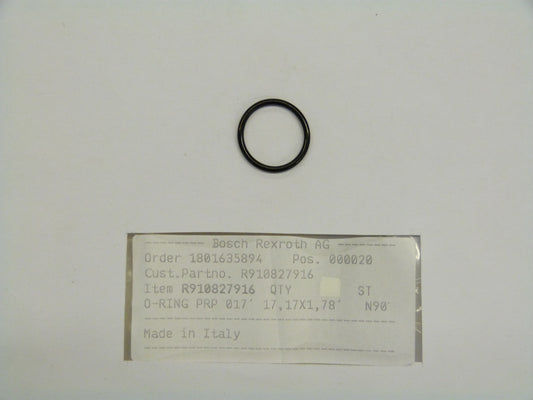 - - - - - - - - Bosch Rexroth AG - - - - - - - -
Order 1801635894 Pos. 000020
Cust.Partno. R910827916
Item R910827916 QTY ST
O-RING PRP 017' 17,17X1,78' N90
Made in Italy